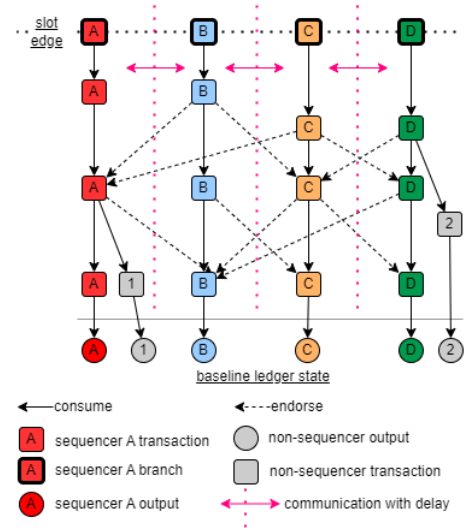 slot
edge
A B C D
A B
C D
A B C D
2
A 1 B C D
A 1 B C D 2
baseline ledger state
consume endorse
A sequencer A transaction non-sequencer output
A sequencer A branch non-sequencer transaction
A sequencer A output communication with delay